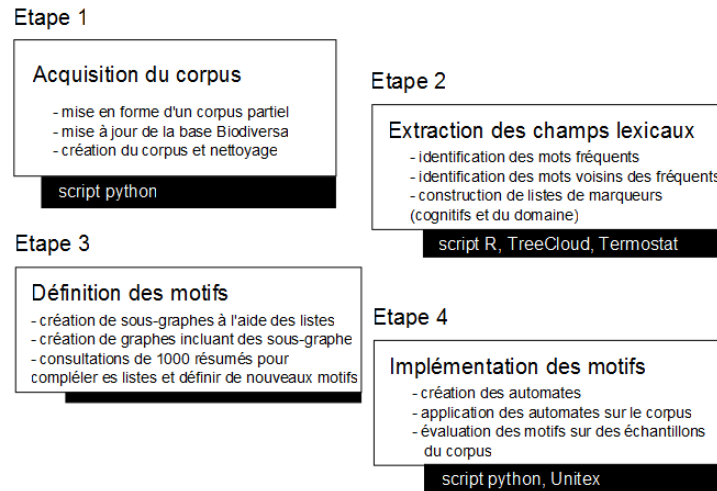 Etape 1
Acquisition du corpus
- mise en forme d'un corpus partiel
- mise à jour de la base Biodiversa
- création du corpus et nettoyage
script python
Etape 2
Extraction des champs lexicaux
- identification des mots fréquents
- identification des mots voisins des fréquents
- construction de listes de marqueurs
(cognitifs et du domaine)
script R, TreeCloud, Termostat
Etape 3
Définition des motifs
- création de sous-graphes à l'aide des listes
- création de graphes incluant des sous-graphe
- consultations de 1000 résumés pour
compléler es listes et définir de nouveaux motifs
Etape 4
Implémentation des motifs
- création des automates
- application des automates sur le corpus
- évaluation des motifs sur des échantillons
du corpus
script python, Unitex